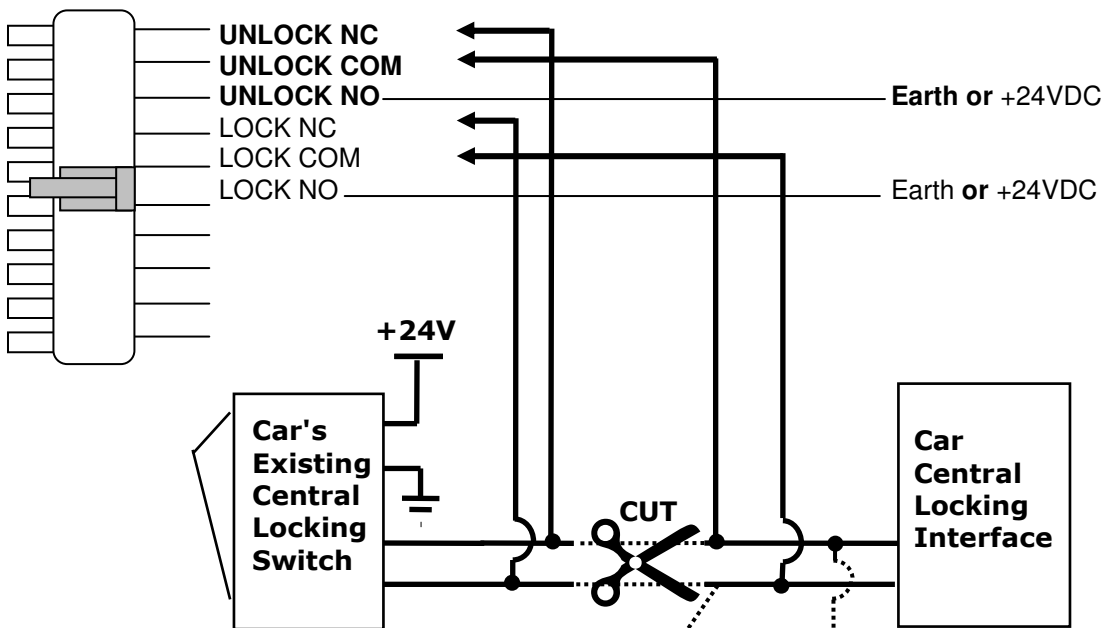 UNLOCK NC
UNLOCK COM
UNLOCK NO Earth or +24VDC
LOCK NC
LOCK COM
LOCK NO Earth or +24VDC
+24V
Car's
Existing
Central
Locking
Switch
CUT
Car
Central
Locking
Interface